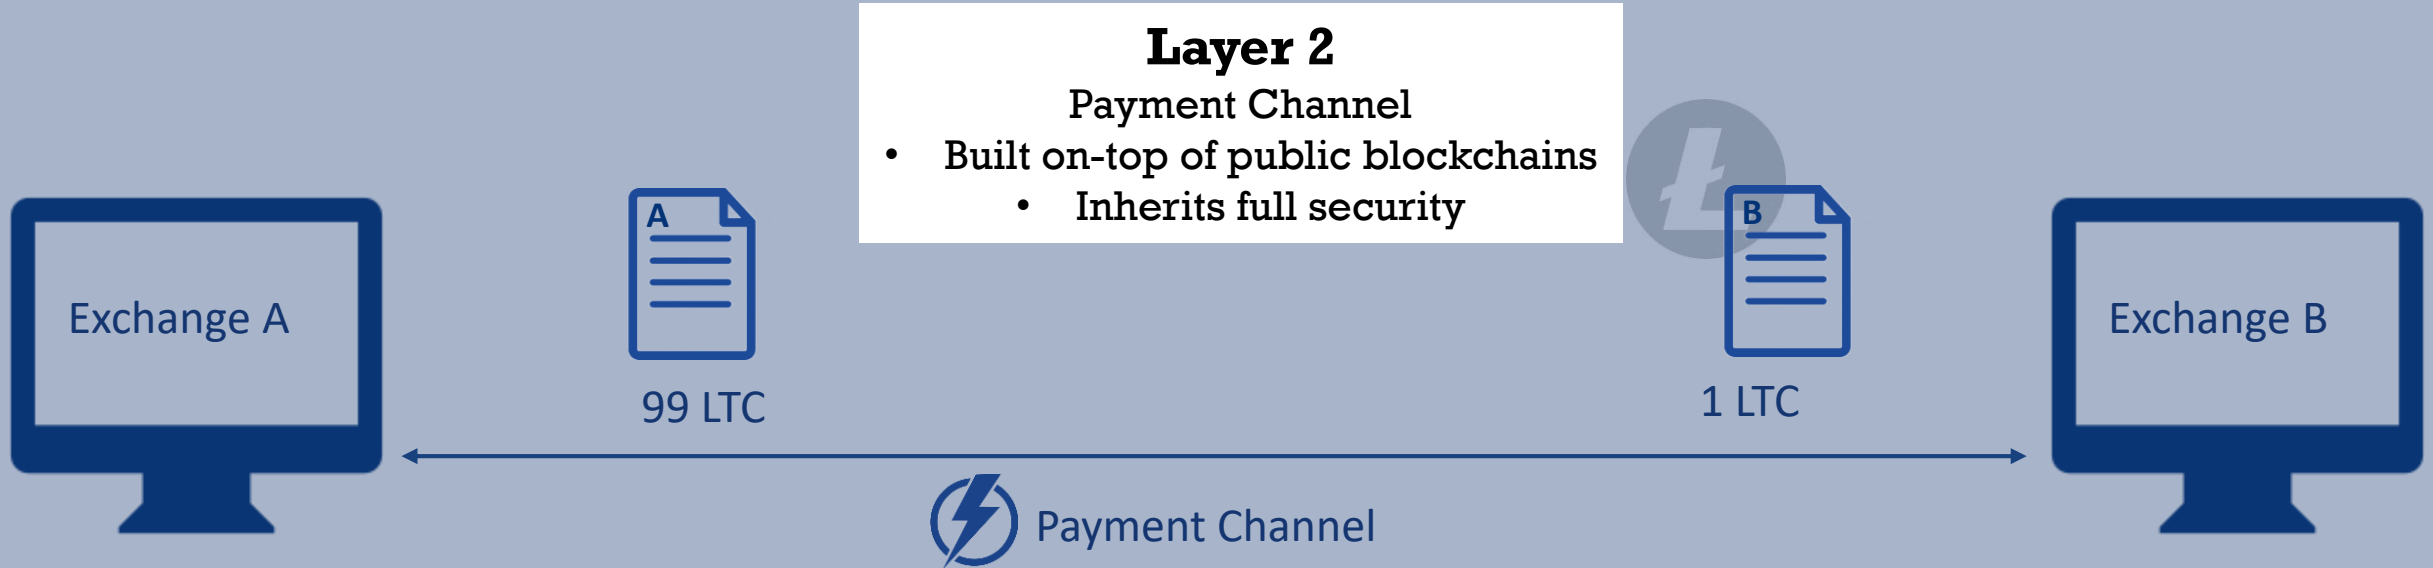 Layer 2
Payment Channel
• Built on-top of public blockchains
• Inherits full security
A
B
Exchange A
Exchange B
99 LTC
1 LTC
Payment Channel